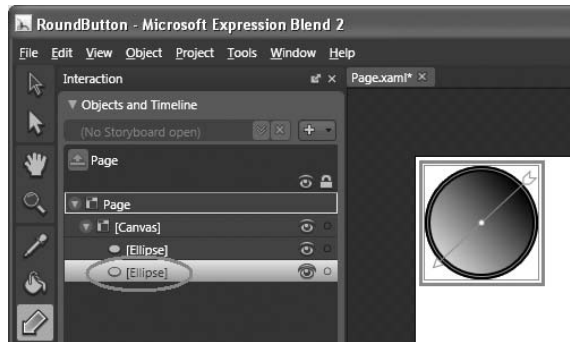 RoundButton - Microsoft Expression Blend 2
File Edit View Object Project Tools Window Help
Interaction
Page.xaml*
Objects and Timeline
(No Storyboard open)
Page
Page
[Canvas]
[Ellipse]
[Ellipse]